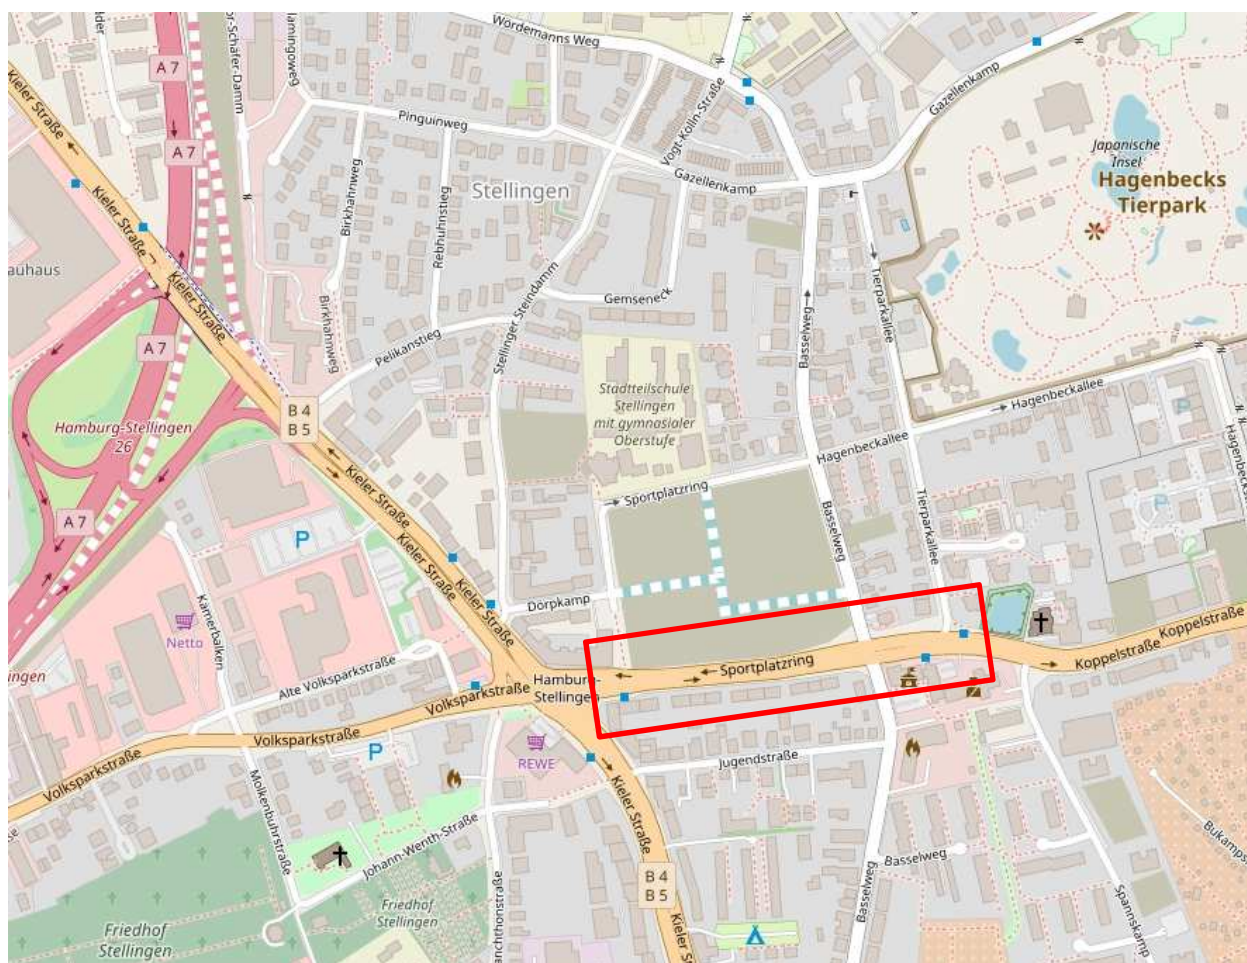 Wördemanns Weg
A 7
Kieler Straße
A 7
Pinguinweg
Vogt-Kölln-Straße
Gazellenkamp
Gazellenkamp
Japanische
Insel
Hagenbecks
Tierpark
Stellingen
Birkhahnweg
Rebhuhnstieg
Kieler Straße
Kieler Straße
Gemseneck
Tierparkallee
Basselweg
Stellinger Steindamm
Birkhahnweg
Pelikanstieg
A 7
Stadtteilschule
Stellingen
mit gymnasialer
Oberstufe
Hagenbeckallee
B 4
B 5
Hamburg-Stellingen
26
Hagenbeckallee
P
Kieler Straße
Sportplatzring
Basselweg
Tierparkallee
P
A 7
P
Kieler Straße
Kieler Straße
Dörpkamp
Netto
Alte Volksparkstraße
Hamburg-
Stellingen
Sportplatzring
Koppelstraße
Koppelstraße
Volksparkstraße
Volksparkstraße
Volksparkstraße
P
REWE
Jugendstraße
Molkenbuhrstraße
Kieler Straße
Johann-Wenth-Straße
Basselweg
Basselweg
B 4
B 5
Friedhof
Stellingen
Friedhof
Stellingen
Spannskamp